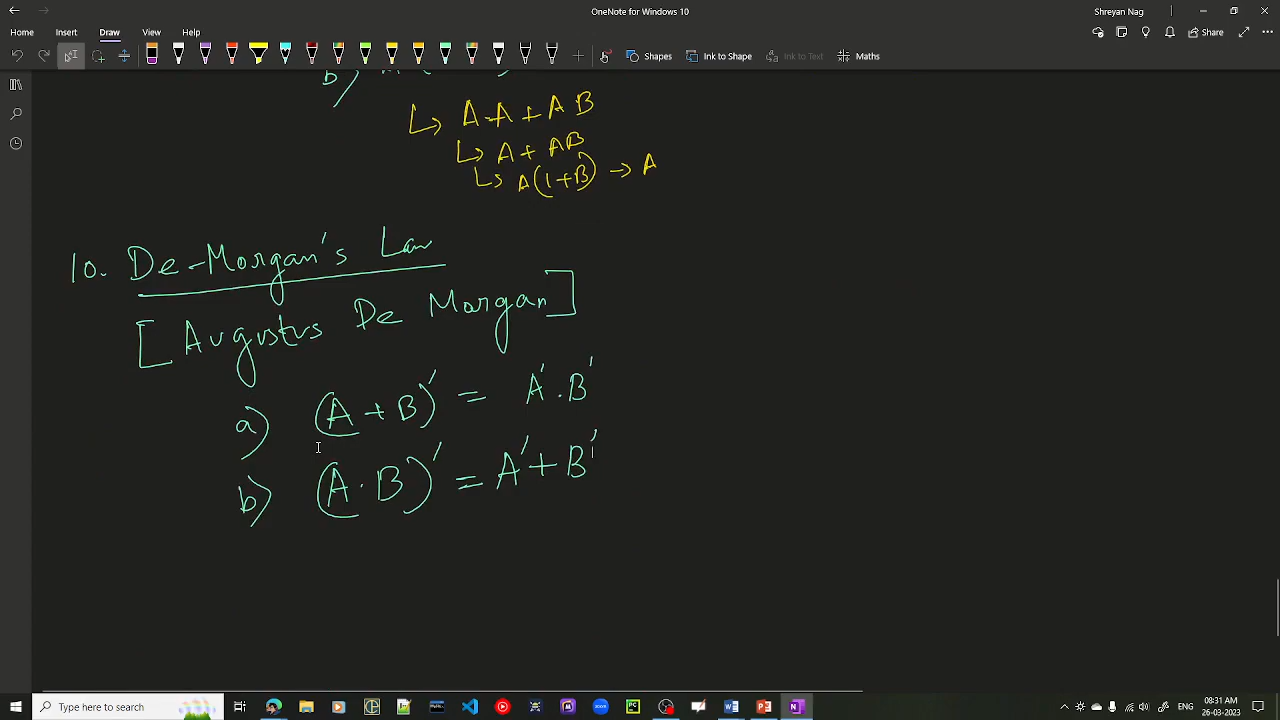 OneNote for Windows 10
Shreyan Nag
Home Insert Draw View Help
Share
Shapes Ink to Shape Ink to Text Maths
b)
↳ A·A + AB
↳ A + AB
↳ A(1+B) → A
10. De-Morgan's Law
[Augustus De Morgan]
a) (A + B)' = A'·B'
b) (A·B)' = A' + B'
Type here to search
08:31 AM
26-03-2023